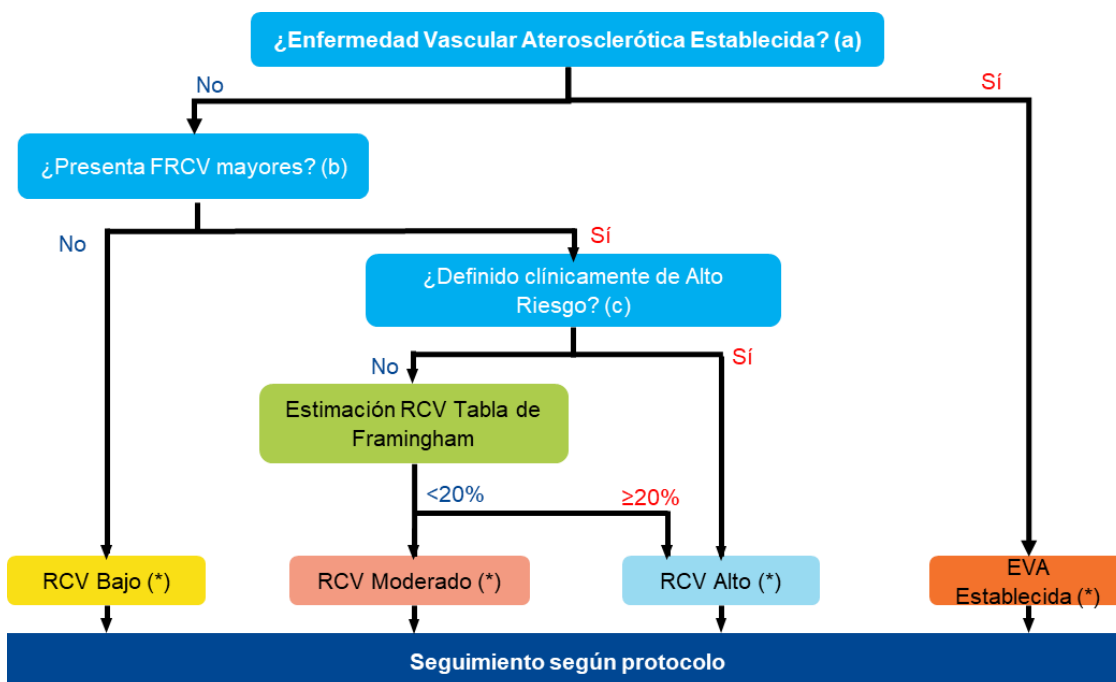 ¿Enfermedad Vascular Aterosclerótica Establecida? (a)
No
Sí
¿Presenta FRCV mayores? (b)
No
Sí
¿Definido clínicamente de Alto
Riesgo? (c)
No
Sí
Estimación RCV Tabla de
Framingham
<20%
≥20%
RCV Bajo (*)
RCV Moderado (*)
RCV Alto (*)
EVA
Establecida (*)
Seguimiento según protocolo